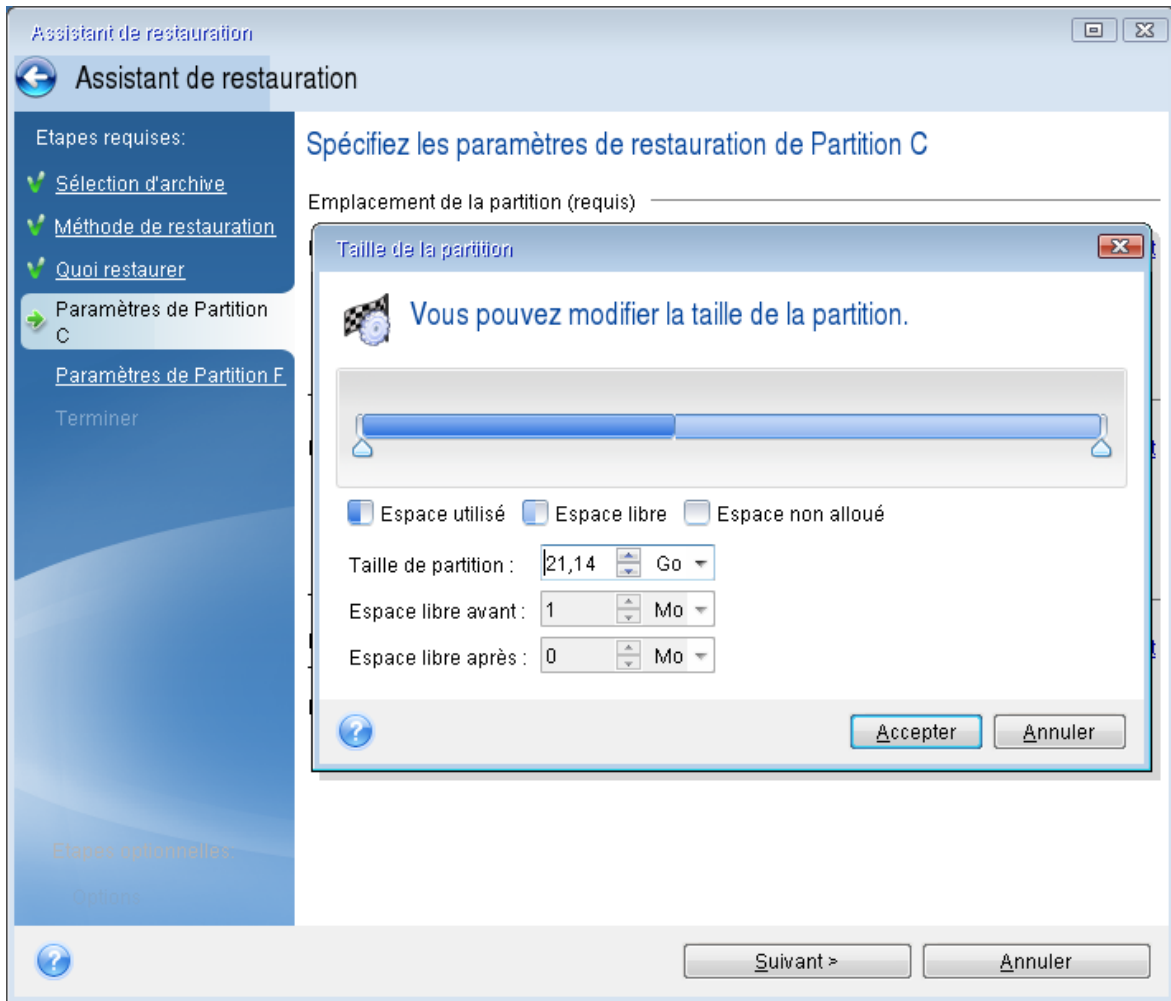 Assistant de restauration
Assistant de restauration
Etapes requises:
Sélection d'archive
Méthode de restauration
Quoi restaurer
Paramètres de Partition
C
Paramètres de Partition F
Terminer
Etapes optionnelles:
Options
Spécifiez les paramètres de restauration de Partition C
Emplacement de la partition (requis)
Taille de la partition
Vous pouvez modifier la taille de la partition.
Espace utilisé Espace libre Espace non alloué
Taille de partition : 21,14 Go
Espace libre avant : 1 Mo
Espace libre après : 0 Mo
Accepter Annuler
Suivant > Annuler